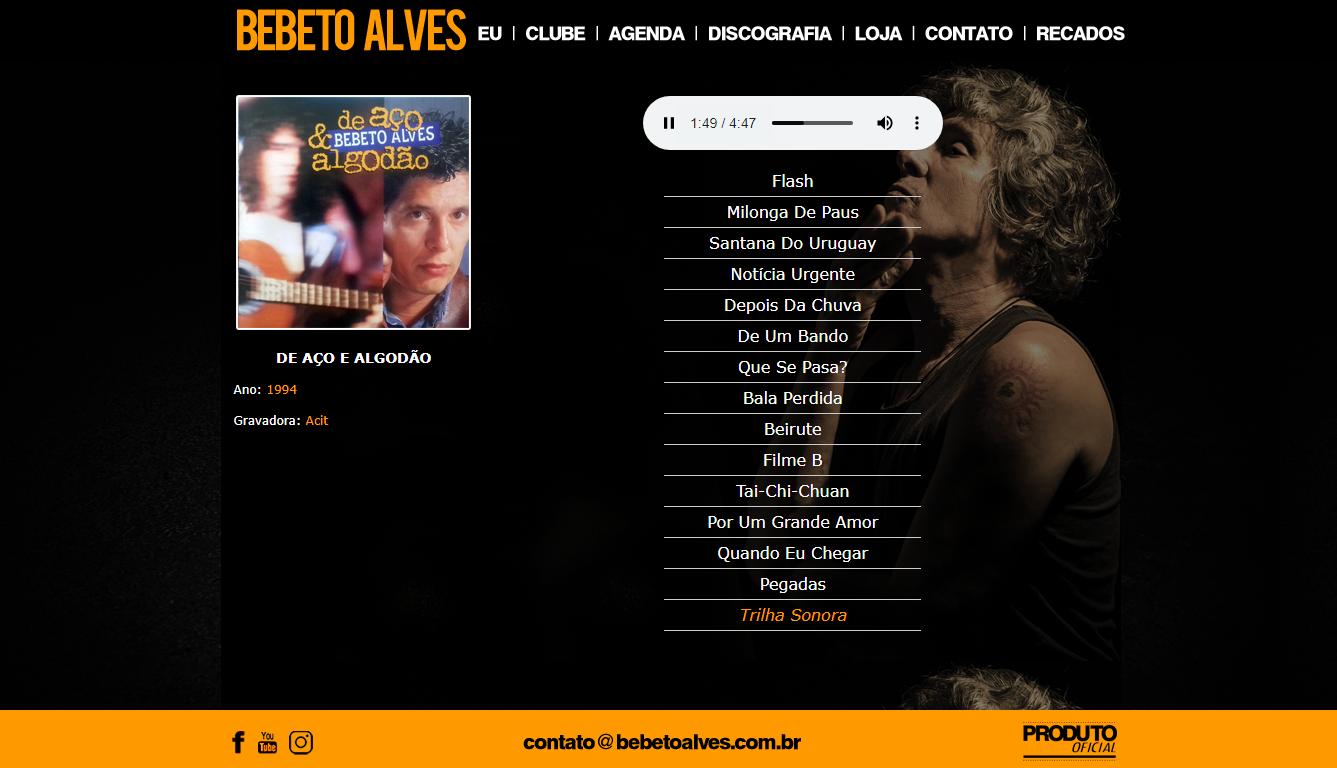 BEBETO ALVES EU | CLUBE | AGENDA | DISCOGRAFIA | LOJA | CONTATO | RECADOS
de aço
& BEBETO ALVES
algodão
DE AÇO E ALGODÃO
Ano: 1994
Gravadora: Acit
1:49 / 4:47
Flash
Milonga De Paus
Santana Do Uruguay
Notícia Urgente
Depois Da Chuva
De Um Bando
Que Se Pasa?
Bala Perdida
Beirute
Filme B
Tai-Chi-Chuan
Por Um Grande Amor
Quando Eu Chegar
Pegadas
Trilha Sonora
You
Tube
contato@bebetoalves.com.br
PRODUTO
OFICIAL